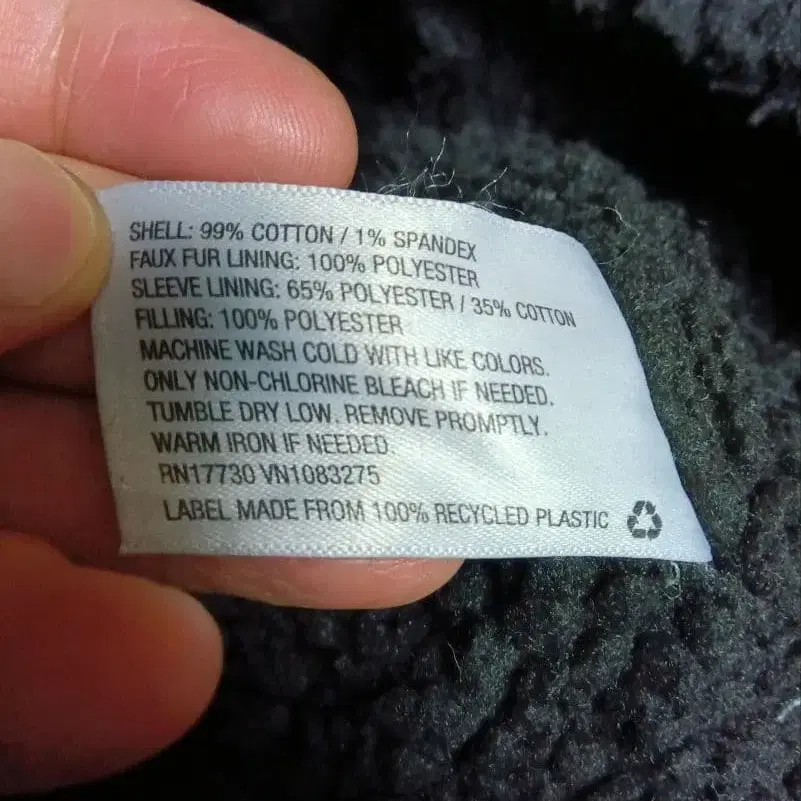 SHELL: 99% COTTON / 1% SPANDEX
FAUX FUR LINING: 100% POLYESTER
SLEEVE LINING: 65% POLYESTER / 35% COTTON
FILLING: 100% POLYESTER
MACHINE WASH COLD WITH LIKE COLORS.
ONLY NON-CHLORINE BLEACH IF NEEDED.
TUMBLE DRY LOW. REMOVE PROMPTLY.
WARM IRON IF NEEDED.
RN17730 VN1083275
LABEL MADE FROM 100% RECYCLED PLASTIC